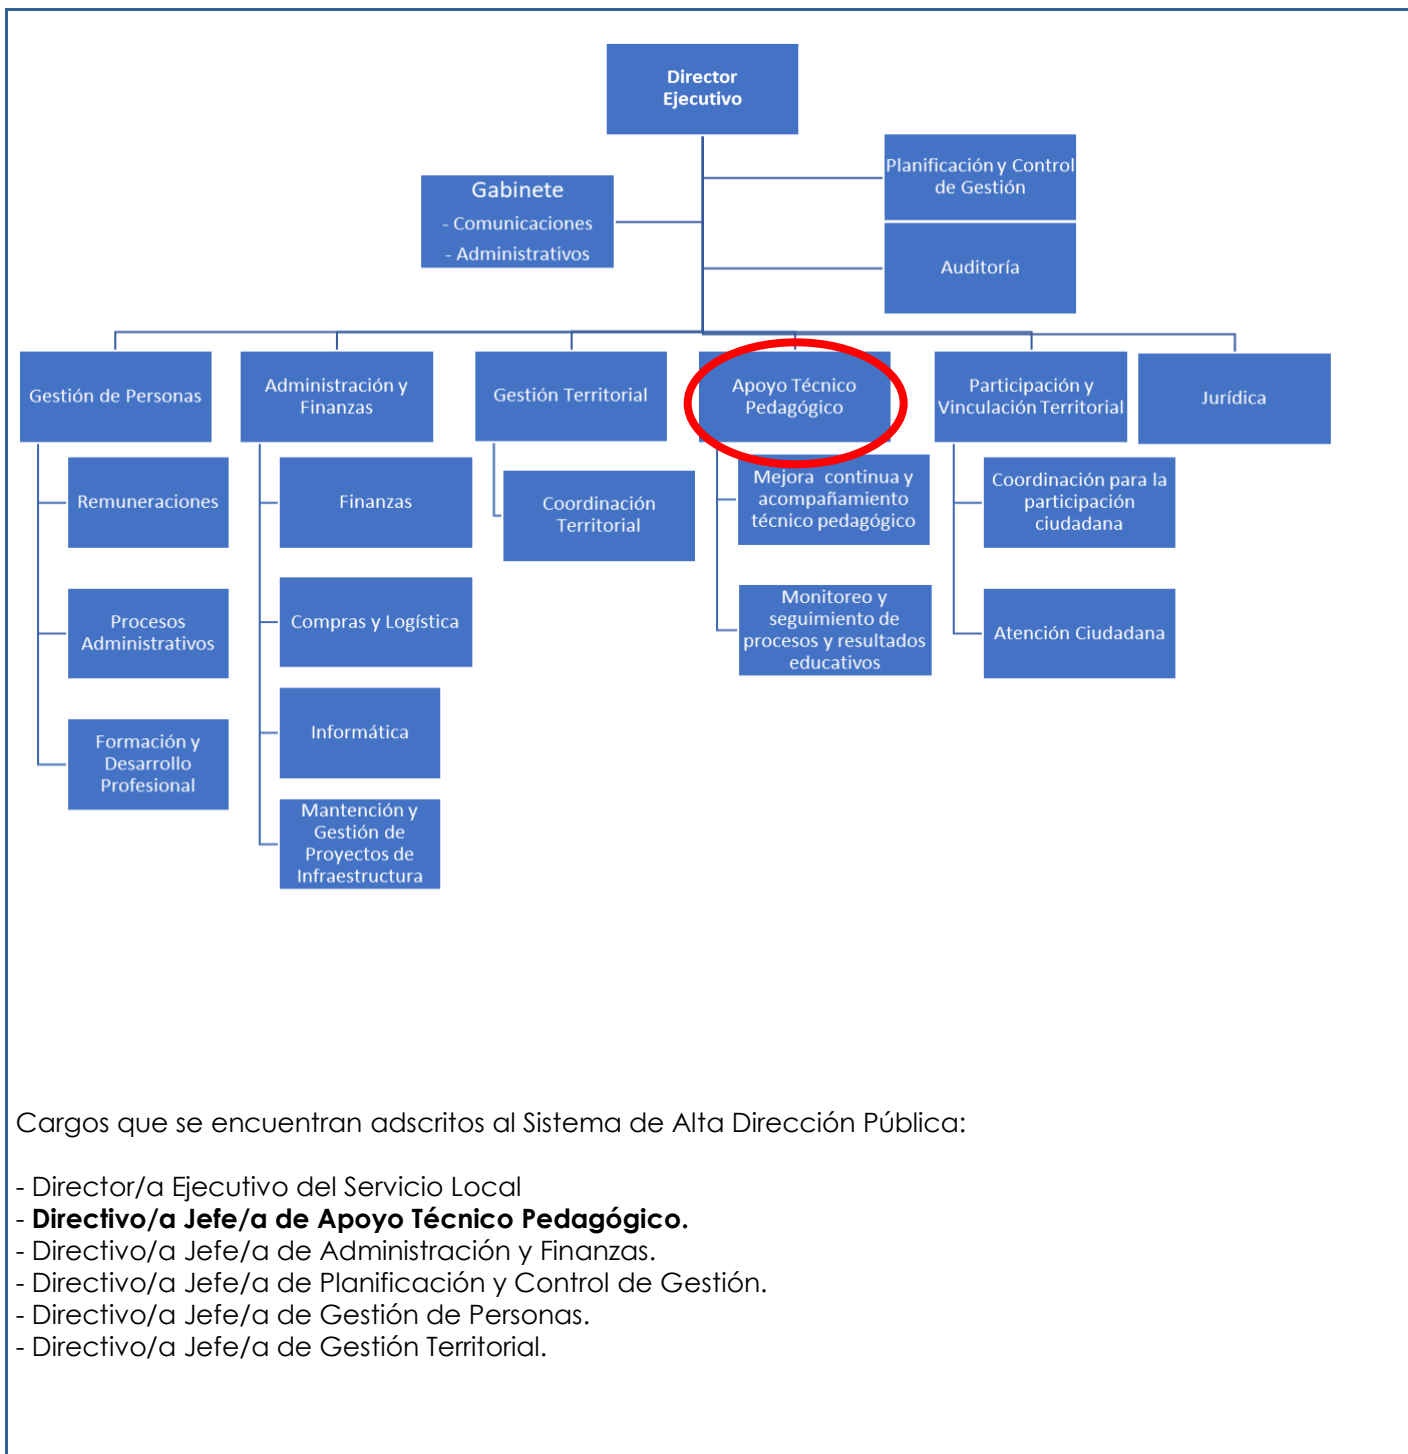 Director
Ejecutivo
Planificación y Control
de Gestión
Gabinete
- Comunicaciones
- Administrativos
Auditoría
Gestión de Personas
Administración y
Finanzas
Gestión Territorial
Apoyo Técnico
Pedagógico
Participación y
Vinculación Territorial
Jurídica
Remuneraciones
Procesos
Administrativos
Formación y
Desarrollo
Profesional
Finanzas
Compras y Logística
Informática
Mantención y
Gestión de
Proyectos de
Infraestructura
Coordinación
Territorial
Mejora continua y
acompañamiento
técnico pedagógico
Monitoreo y
seguimiento de
procesos y resultados
educativos
Coordinación para la
participación
ciudadana
Atención Ciudadana
Cargos que se encuentran adscritos al Sistema de Alta Dirección Pública:
- Director/a Ejecutivo del Servicio Local
- Directivo/a Jefe/a de Apoyo Técnico Pedagógico.
- Directivo/a Jefe/a de Administración y Finanzas.
- Directivo/a Jefe/a de Planificación y Control de Gestión.
- Directivo/a Jefe/a de Gestión de Personas.
- Directivo/a Jefe/a de Gestión Territorial.